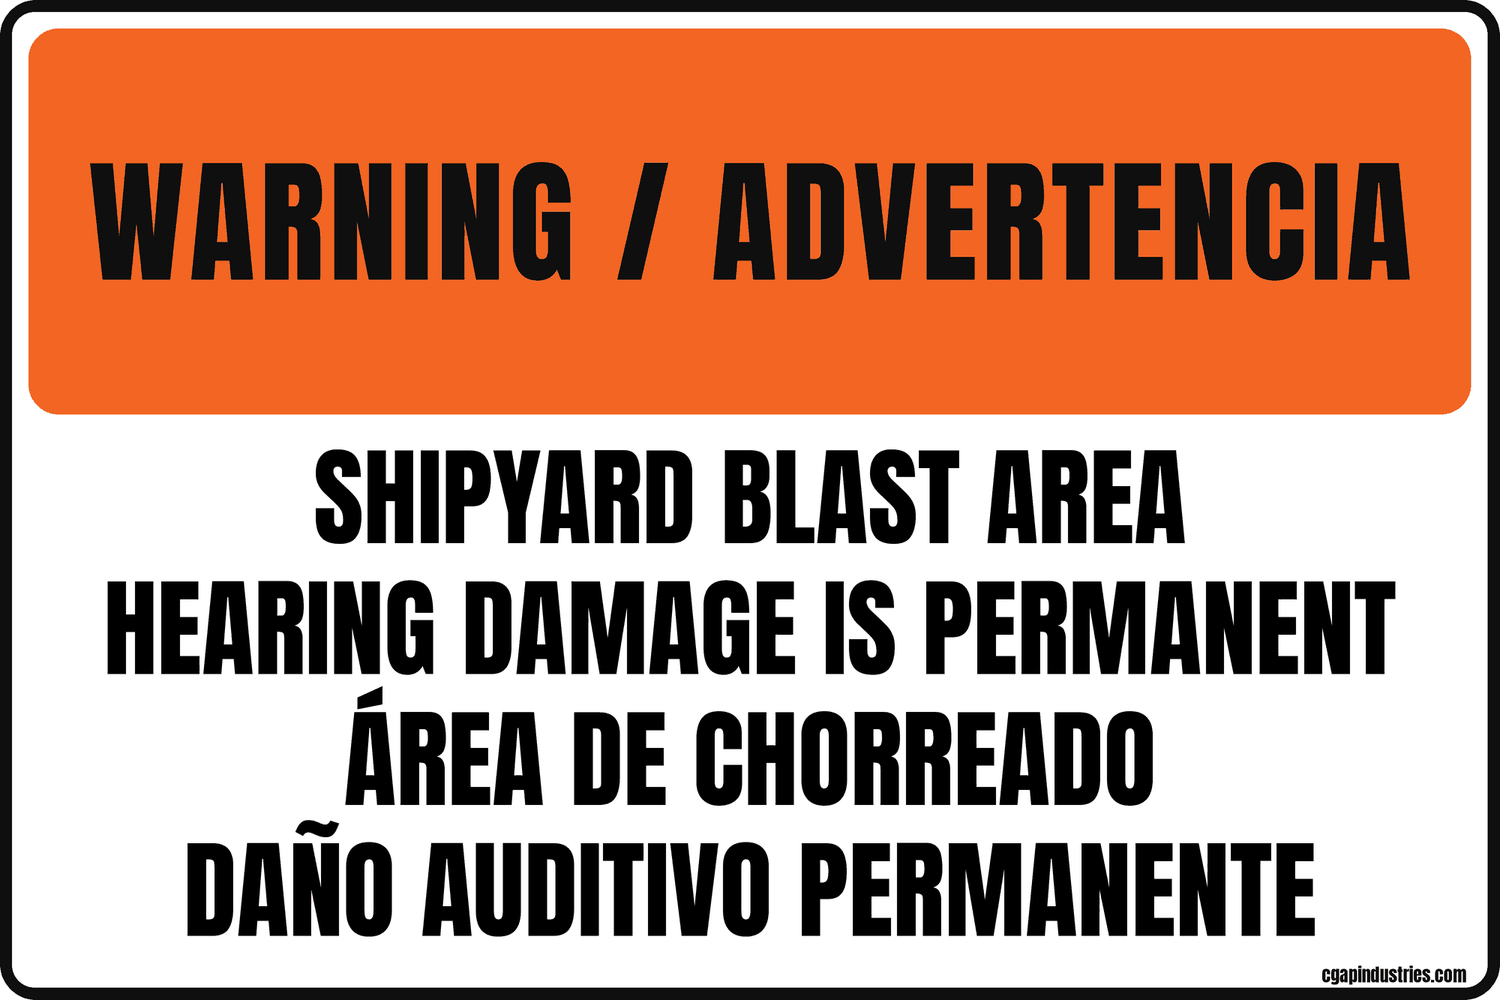 WARNING / ADVERTENCIA
SHIPYARD BLAST AREA
HEARING DAMAGE IS PERMANENT
ÁREA DE CHORREADO
DAÑO AUDITIVO PERMANENTE
cgapindustries.com